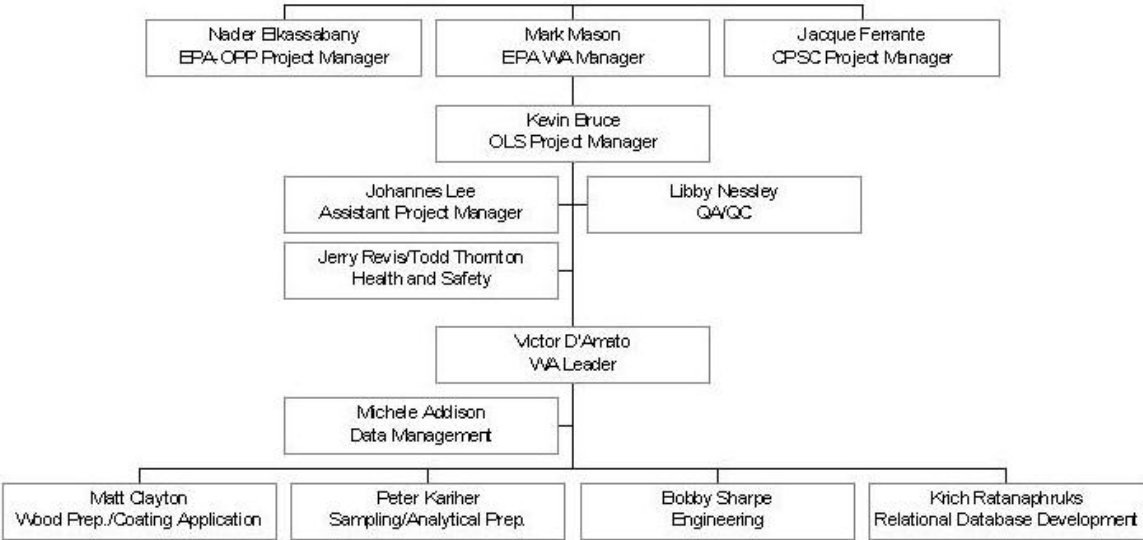 Nader Elkassabany
EPA-OPP Project Manager
Mark Mason
EPA WA Manager
Jacque Ferrante
CPSC Project Manager
Kevin Bruce
OLS Project Manager
Johannes Lee
Assistant Project Manager
Libby Nessley
QA/QC
Jerry Revis/Todd Thornton
Health and Safety
Victor D'Amato
WA Leader
Michele Addison
Data Management
Matt Clayton
Wood Prep./Coating Application
Peter Kariher
Sampling/Analytical Prep.
Bobby Sharpe
Engineering
Krich Ratanaphruks
Relational Database Development